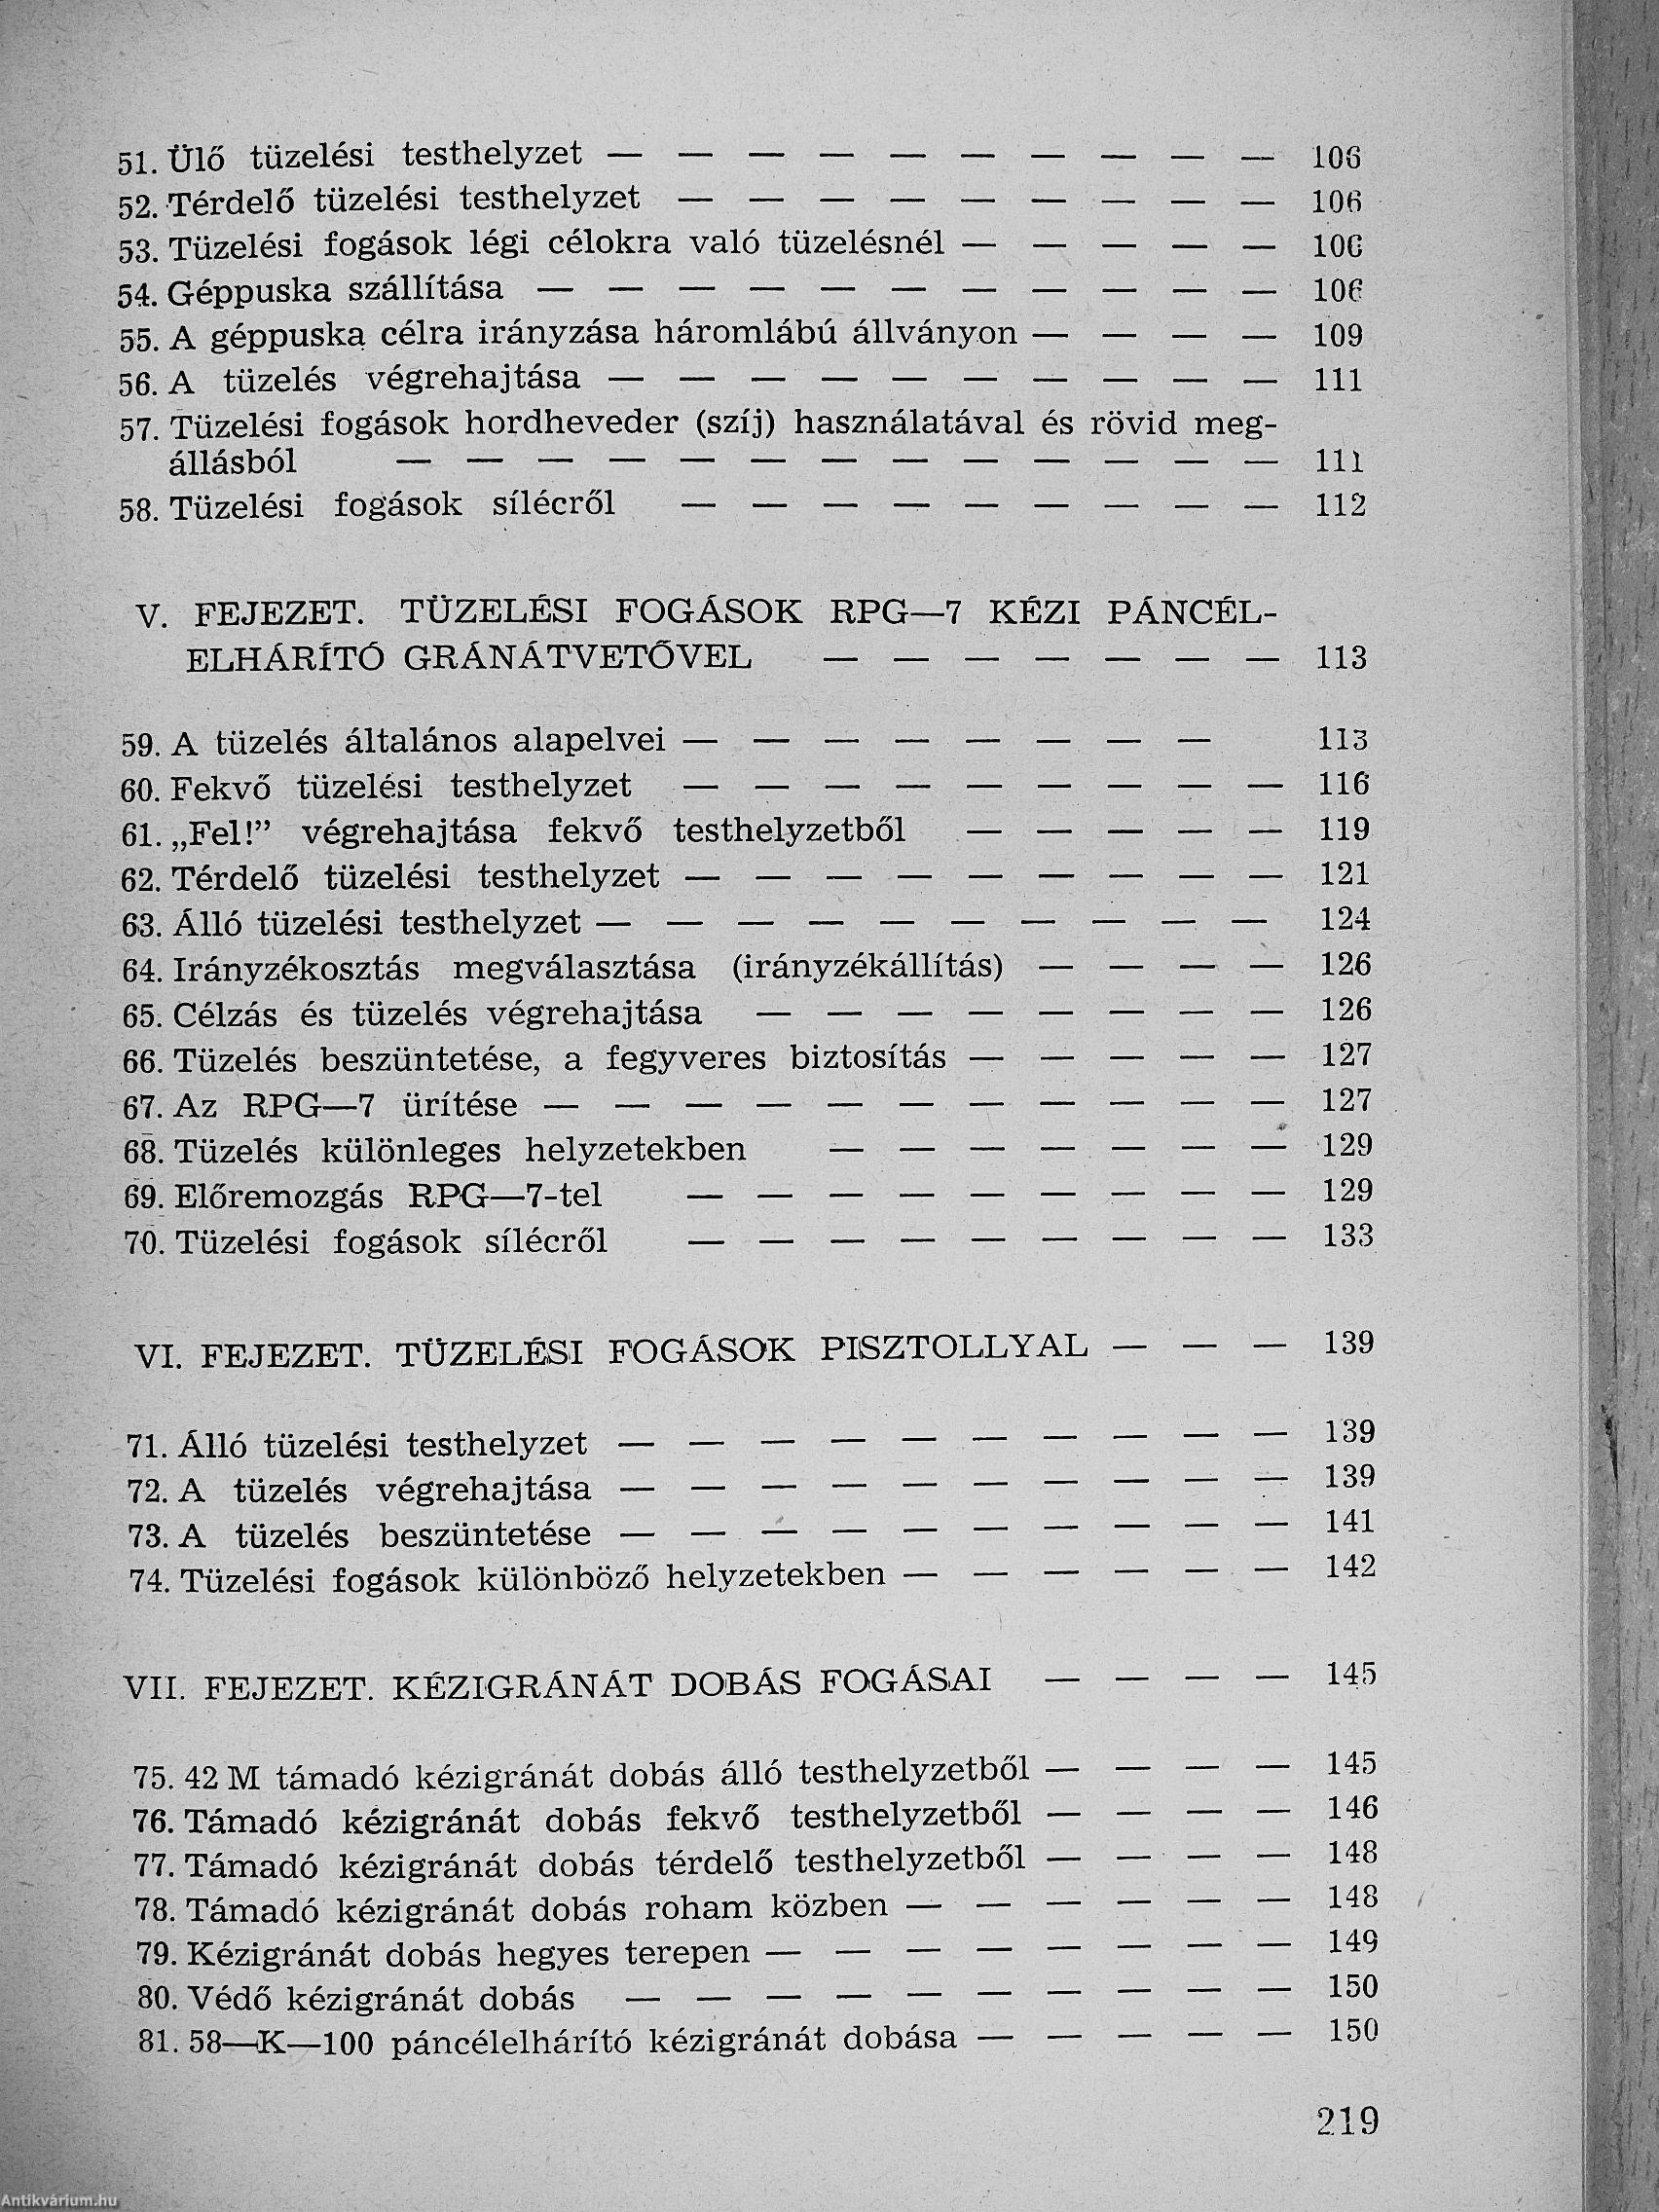 51. Ülő tüzelési testhelyzet — — — — — — — — — — 106
52. Térdelő tüzelési testhelyzet — — — — — — — — — 106
53. Tüzelési fogások légi célokra való tüzelésnél — — — — — 106
54. Géppuska szállítása — — — — — — — — — — — 106
55. A géppuska célra irányzása háromlábú állványon — — — — 109
56. A tüzelés végrehajtása — — — — — — — — — — 111
57. Tüzelési fogások hordheveder (szíj) használatával és rövid meg-
állásból — — — — — — — — — — — — — 111
58. Tüzelési fogások sílécről — — — — — — — — — 112
V. FEJEZET. TÜZELÉSI FOGÁSOK RPG—7 KÉZI PÁNCÉL-
ELHÁRÍTÓ GRÁNÁTVETŐVEL — — — — — — — 113
59. A tüzelés általános alapelvei — — — — — — — — 113
60. Fekvő tüzelési testhelyzet — — — — — — — — — 116
61. „Fel!” végrehajtása fekvő testhelyzetből — — — — — 119
62. Térdelő tüzelési testhelyzet — — — — — — — — — 121
63. Álló tüzelési testhelyzet — — — — — — — — — — 124
64. Irányzékosztás megválasztása (irányzékállítás) — — — — 126
65. Célzás és tüzelés végrehajtása — — — — — — — — 126
66. Tüzelés beszüntetése, a fegyveres biztosítás — — — — — 127
67. Az RPG—7 ürítése — — — — — — — — — — — 127
68. Tüzelés különleges helyzetekben — — — — — — — 129
69. Előremozgás RPG—7-tel — — — — — — — — — 129
70. Tüzelési fogások sílécről — — — — — — — — — 133
VI. FEJEZET. TÜZELÉSI FOGÁSOK PISZTOLLYAL — — — 139
71. Álló tüzelési testhelyzet — — — — — — — — — — 139
72. A tüzelés végrehajtása — — — — — — — — — — 139
73. A tüzelés beszüntetése — — — — — — — — — — 141
74. Tüzelési fogások különböző helyzetekben — — — — — — 142
VII. FEJEZET. KÉZIGRÁNÁT DOBÁS FOGÁSAI — — — — 145
75. 42 M támadó kézigránát dobás álló testhelyzetből — — — — 145
76. Támadó kézigránát dobás fekvő testhelyzetből — — — — 146
77. Támadó kézigránát dobás térdelő testhelyzetből — — — — 148
78. Támadó kézigránát dobás roham közben — — — — — — 148
79. Kézigránát dobás hegyes terepen — — — — — — — — 149
80. Védő kézigránát dobás — — — — — — — — — — 150
81. 58—K—100 páncélelhárító kézigránát dobása — — — — — 150
219
Antikvárium.hu